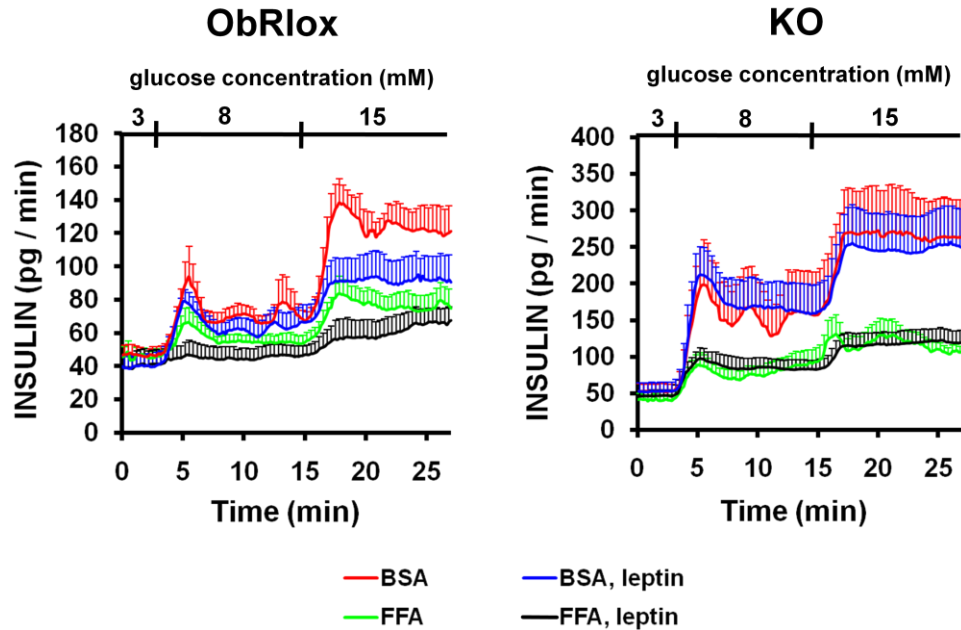 ObRlox
glucose concentration (mM)
3 8 15
INSULIN (pg / min)
180
160
140
120
100
80
60
40
20
0
0 5 10 15 20 25
Time (min)
KO
glucose concentration (mM)
3 8 15
INSULIN (pg / min)
400
350
300
250
200
150
100
50
0
0 5 10 15 20 25
Time (min)
BSA BSA, leptin
FFA FFA, leptin